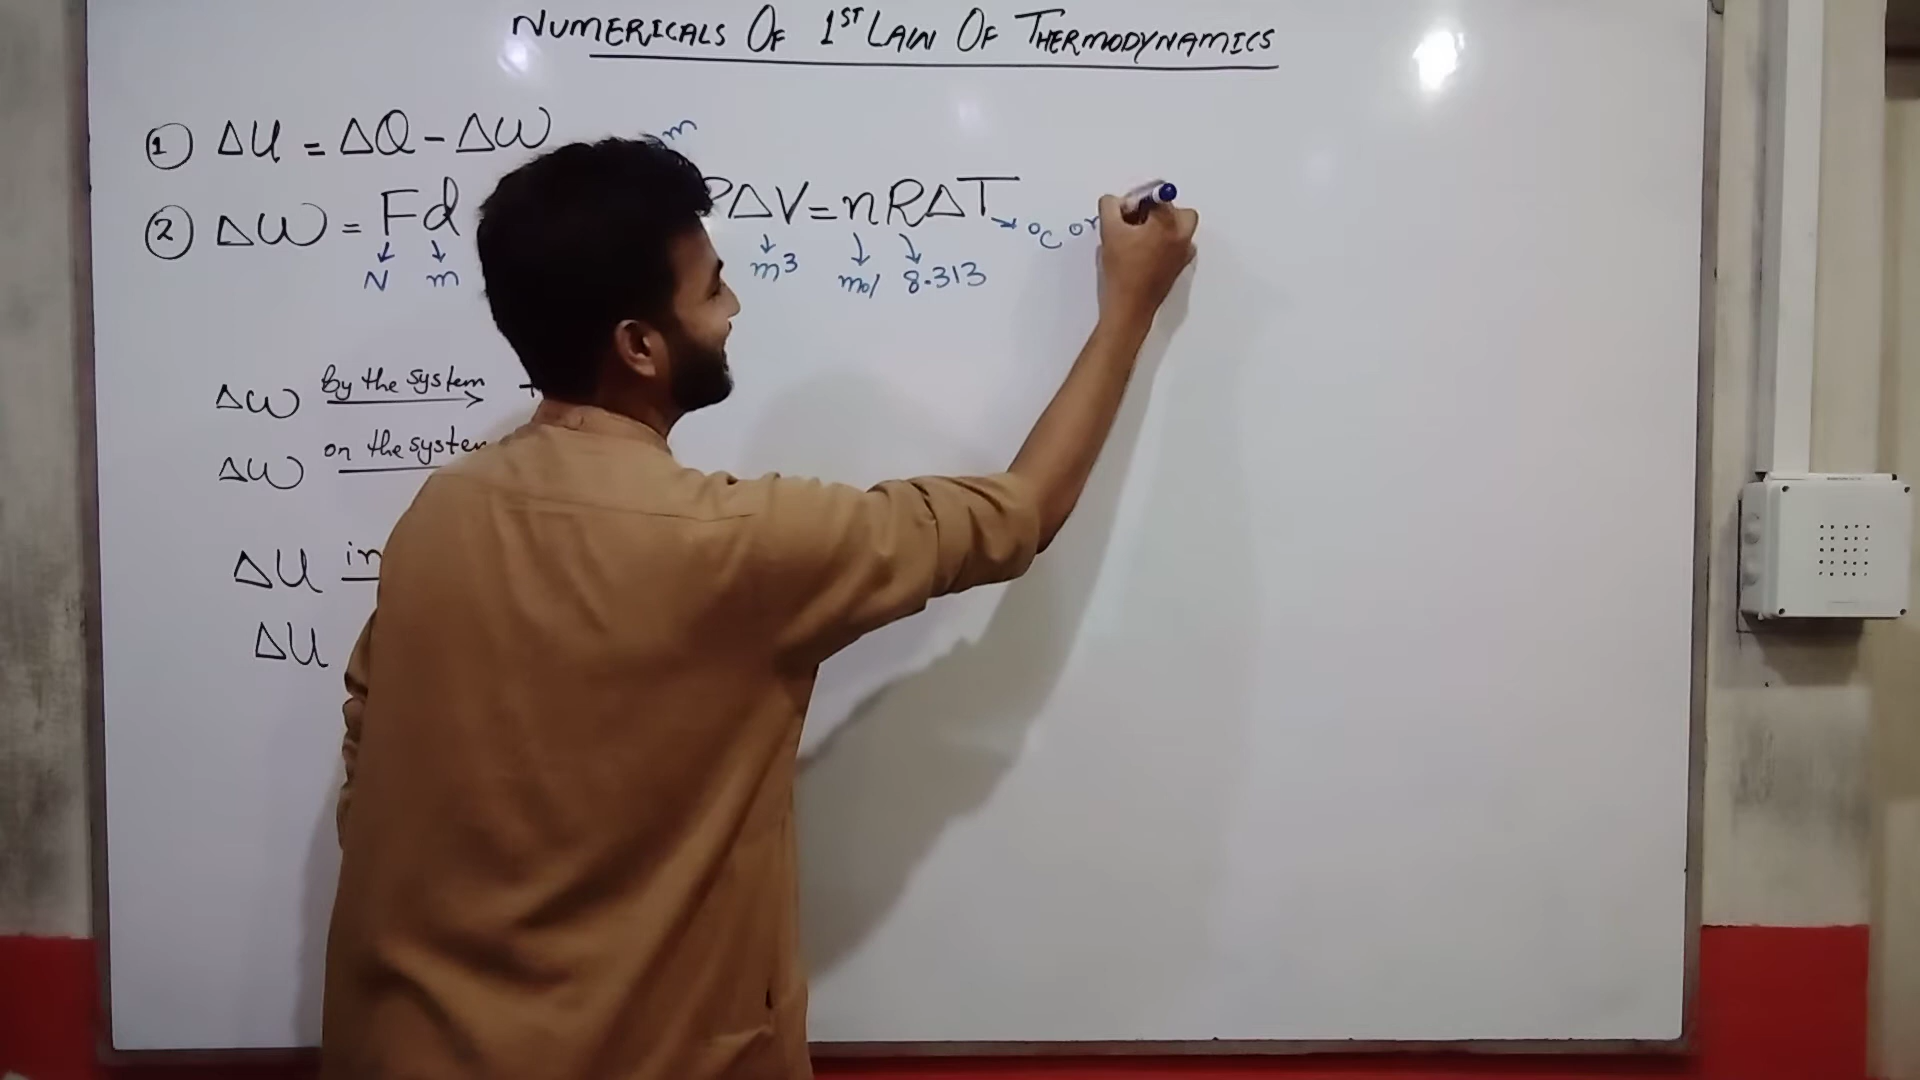 NUMERICALS OF 1ST LAW OF THERMODYNAMICS
① ΔU = ΔQ - ΔW
m
② ΔW = Fd PΔV = nRΔT → °C or
↓ N ↓ m ↓ m³ ↓ mol ↓ 8.313
ΔW by the system →
ΔW on the system
ΔU in
ΔU